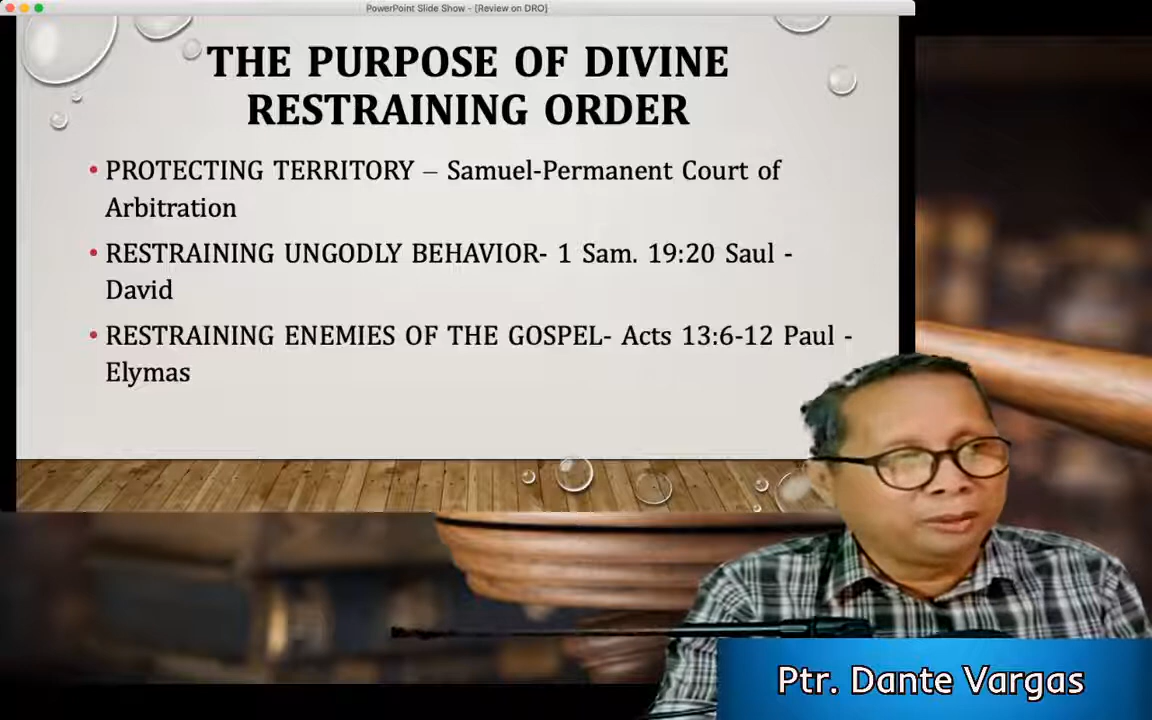 PowerPoint Slide Show - [Review on DRO]
THE PURPOSE OF DIVINE
RESTRAINING ORDER
• PROTECTING TERRITORY – Samuel-Permanent Court of
Arbitration
• RESTRAINING UNGODLY BEHAVIOR- 1 Sam. 19:20 Saul -
David
• RESTRAINING ENEMIES OF THE GOSPEL- Acts 13:6-12 Paul -
Elymas
Ptr. Dante Vargas